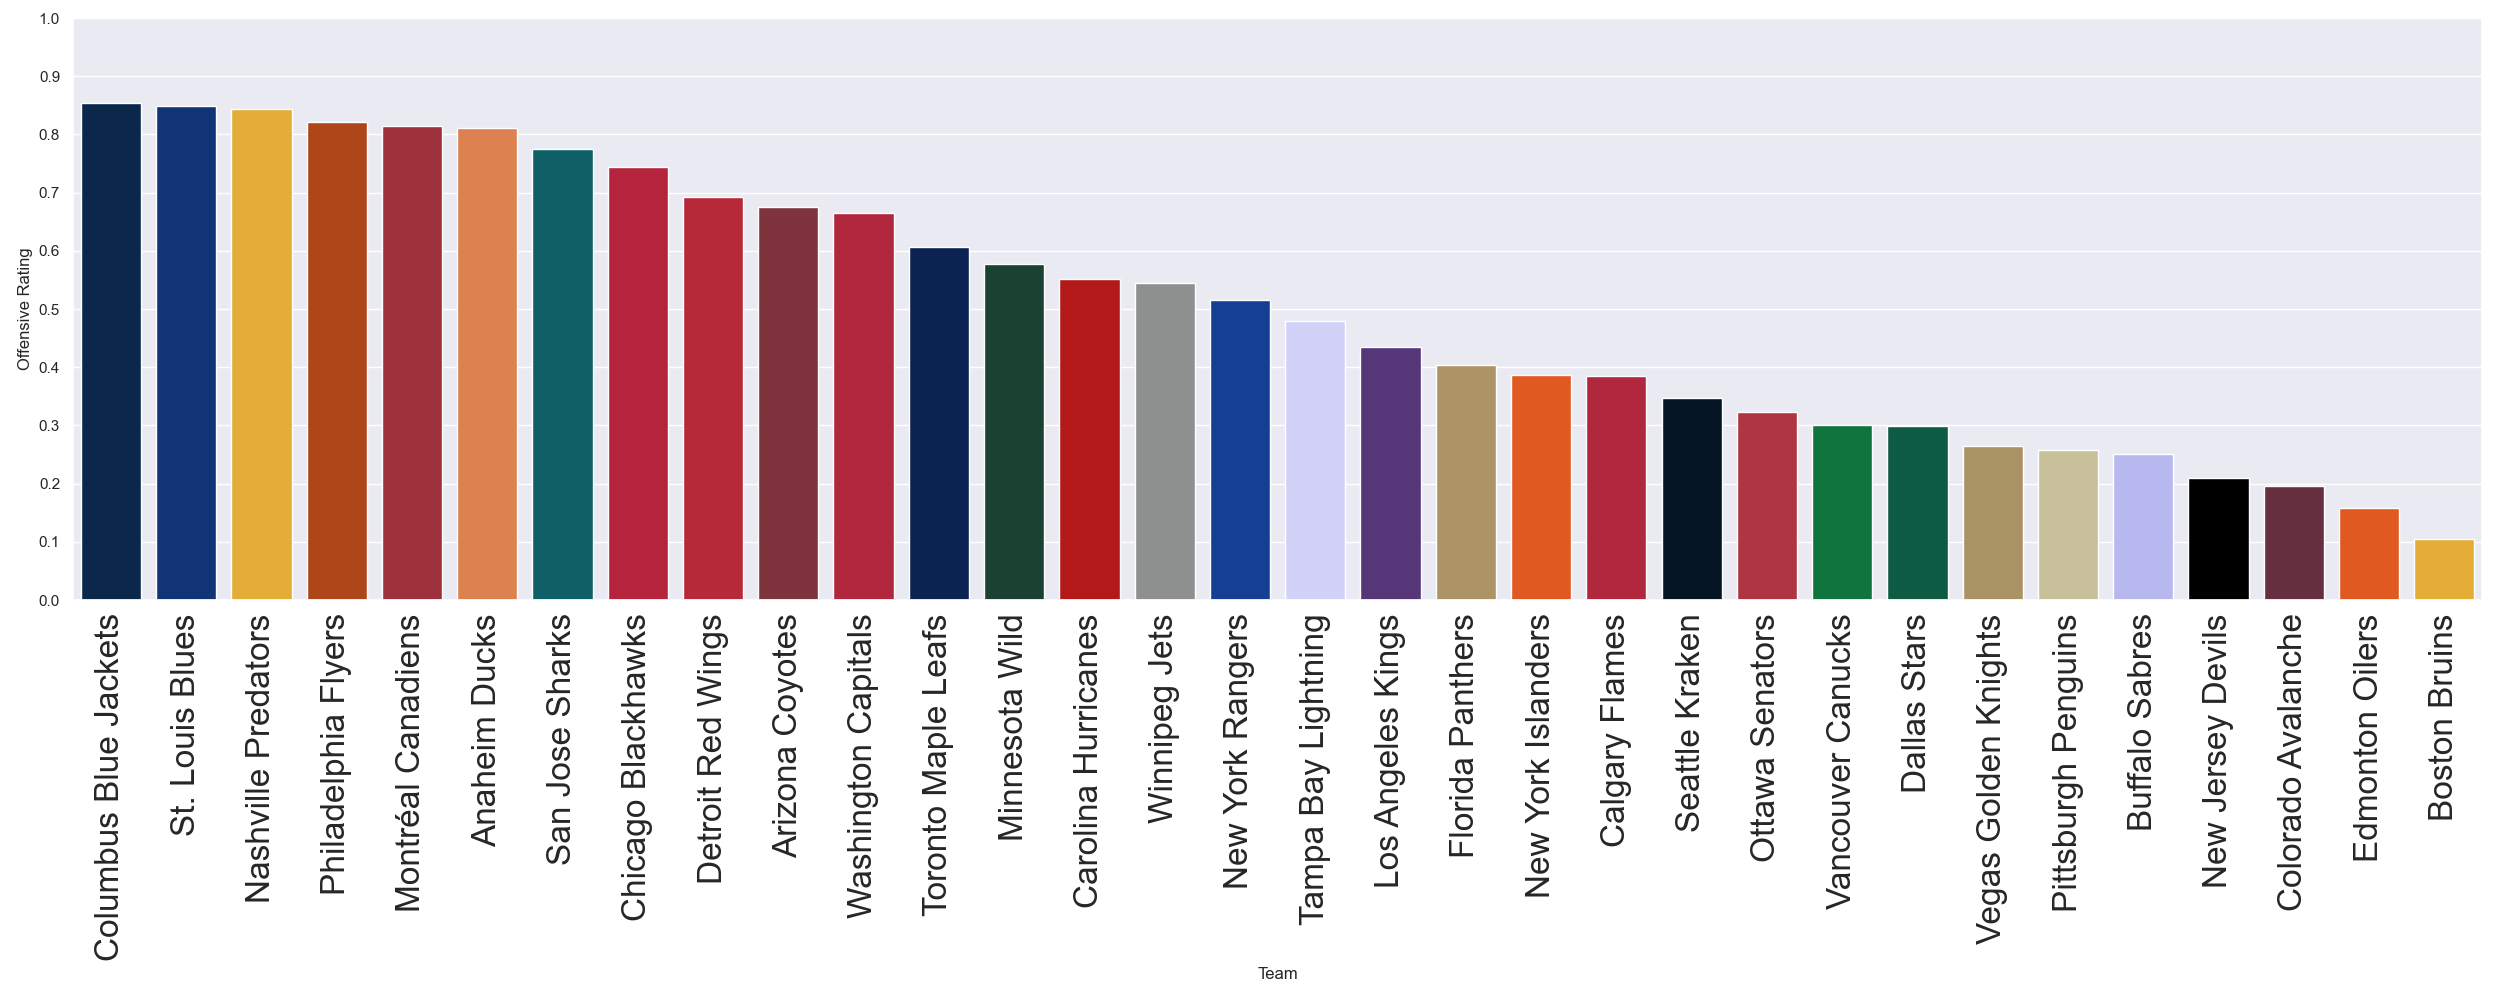 1.0
0.9
0.8
0.7
0.6
0.5
0.4
0.3
0.2
0.1
0.0
Offensive Rating
Columbus Blue Jackets
St. Louis Blues
Nashville Predators
Philadelphia Flyers
Montréal Canadiens
Anaheim Ducks
San Jose Sharks
Chicago Blackhawks
Detroit Red Wings
Arizona Coyotes
Washington Capitals
Toronto Maple Leafs
Minnesota Wild
Carolina Hurricanes
Winnipeg Jets
New York Rangers
Tampa Bay Lightning
Los Angeles Kings
Florida Panthers
New York Islanders
Calgary Flames
Seattle Kraken
Ottawa Senators
Vancouver Canucks
Dallas Stars
Vegas Golden Knights
Pittsburgh Penguins
Buffalo Sabres
New Jersey Devils
Colorado Avalanche
Edmonton Oilers
Boston Bruins
Team